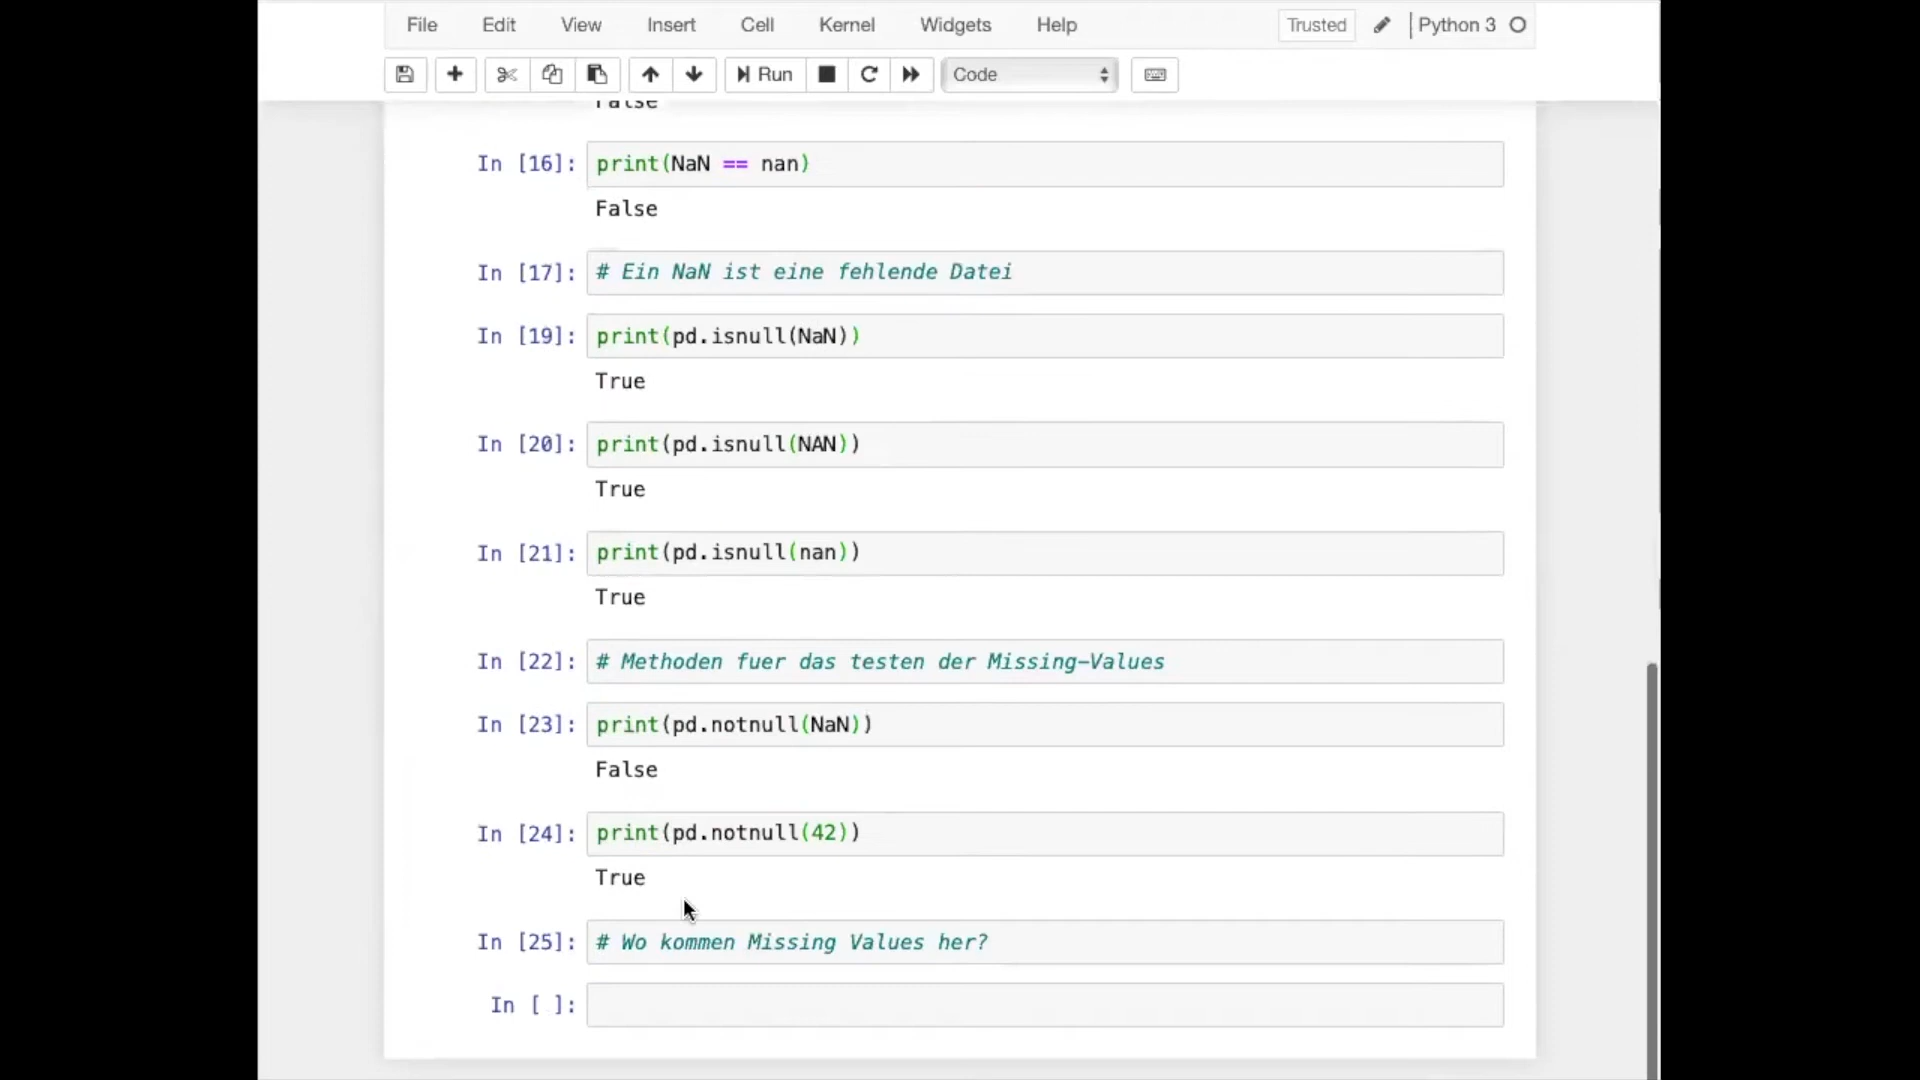 File Edit View Insert Cell Kernel Widgets Help Trusted Python 3
Run Code
False
In [16]: print(NaN == nan)
False
In [17]: # Ein NaN ist eine fehlende Datei
In [19]: print(pd.isnull(NaN))
True
In [20]: print(pd.isnull(NAN))
True
In [21]: print(pd.isnull(nan))
True
In [22]: # Methoden fuer das testen der Missing-Values
In [23]: print(pd.notnull(NaN))
False
In [24]: print(pd.notnull(42))
True
In [25]: # Wo kommen Missing Values her?
In [ ]: